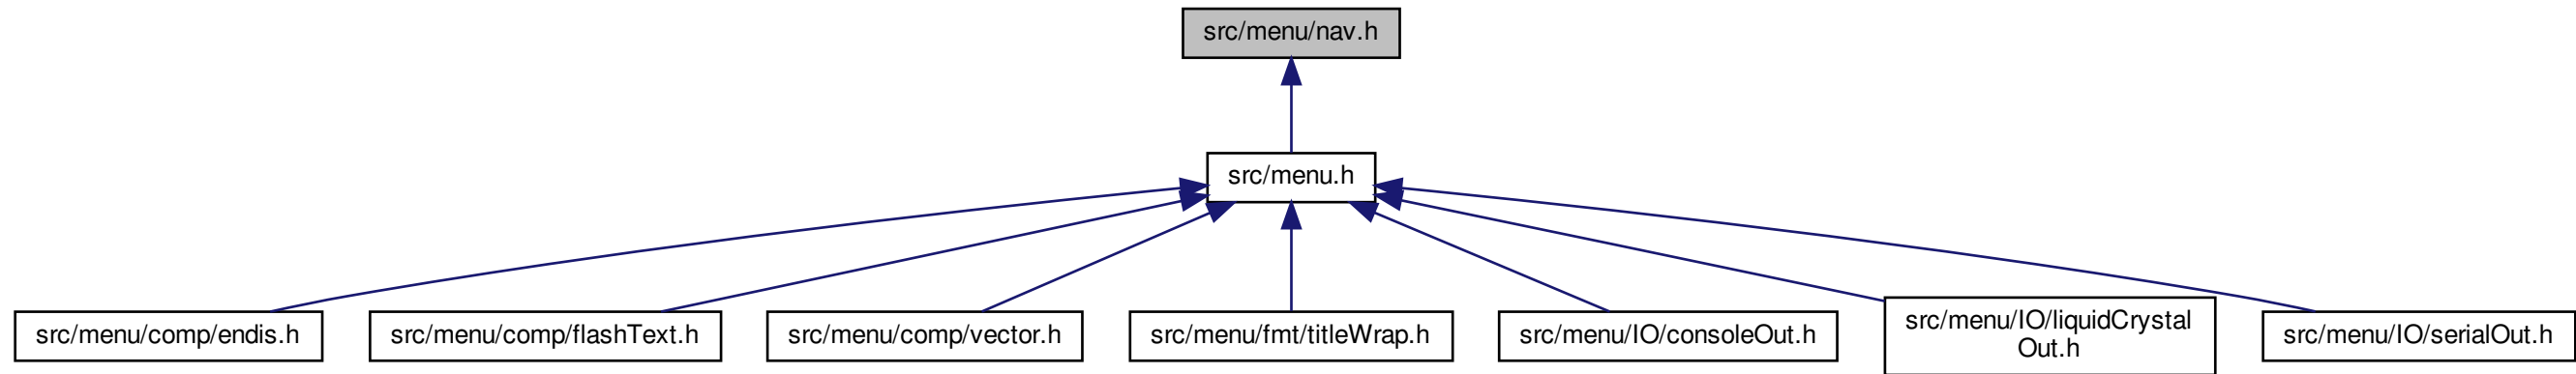 src/menu/nav.h
src/menu.h
src/menu/comp/endis.h
src/menu/comp/flashText.h
src/menu/comp/vector.h
src/menu/fmt/titleWrap.h
src/menu/IO/consoleOut.h
src/menu/IO/liquidCrystal
Out.h
src/menu/IO/serialOut.h